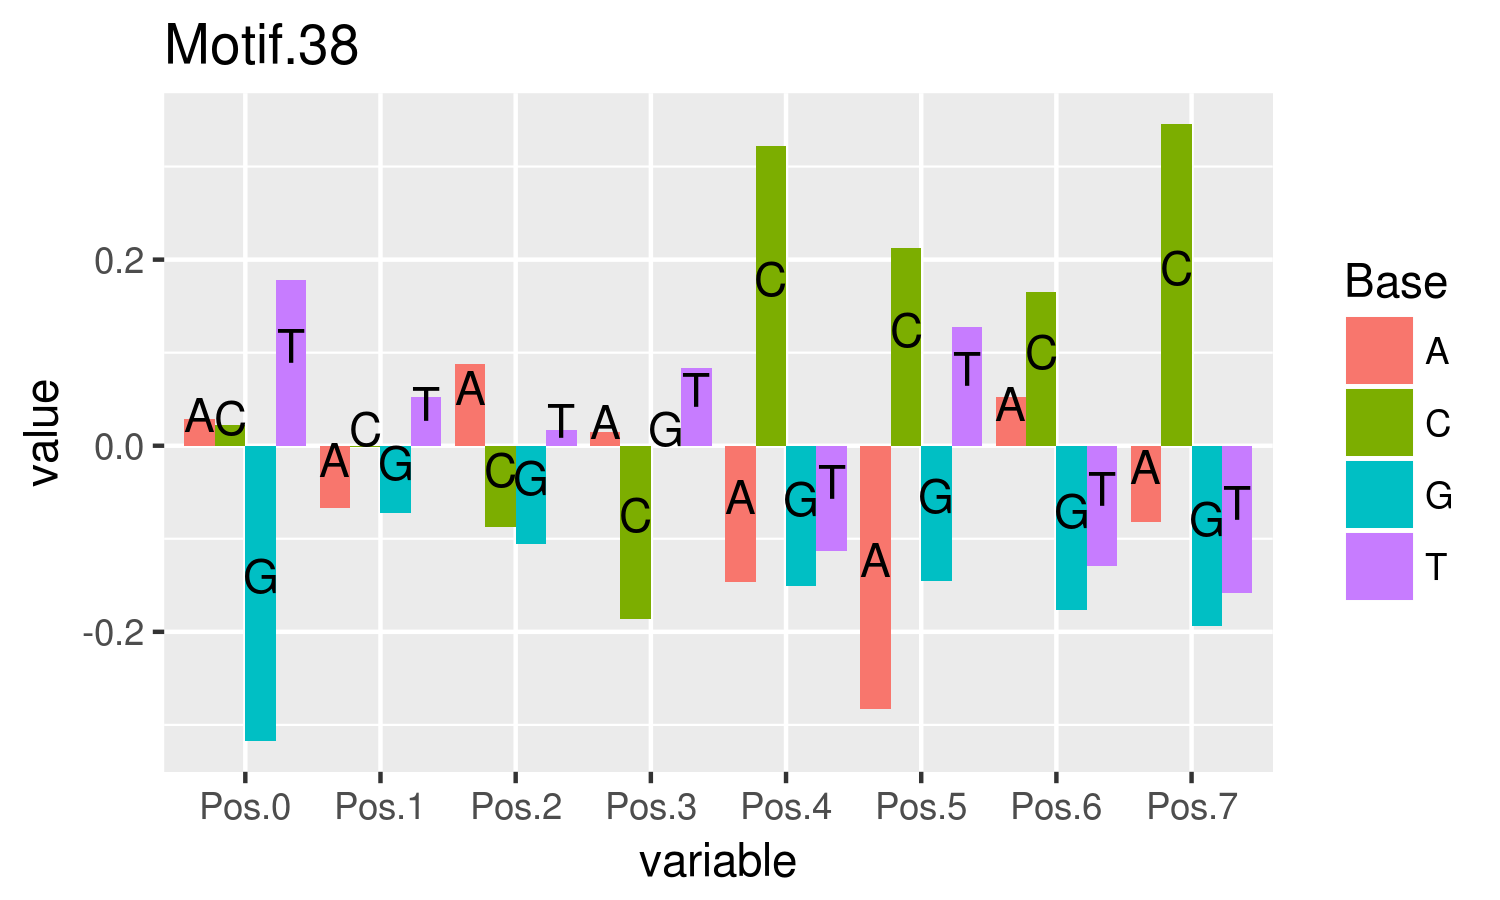 Motif.38
value
0.2
0.0
-0.2
A C G T A C G T A C G T A C G T A C G T A C G T A C G T A C G T
Pos.0 Pos.1 Pos.2 Pos.3 Pos.4 Pos.5 Pos.6 Pos.7
variable
Base
A
C
G
T